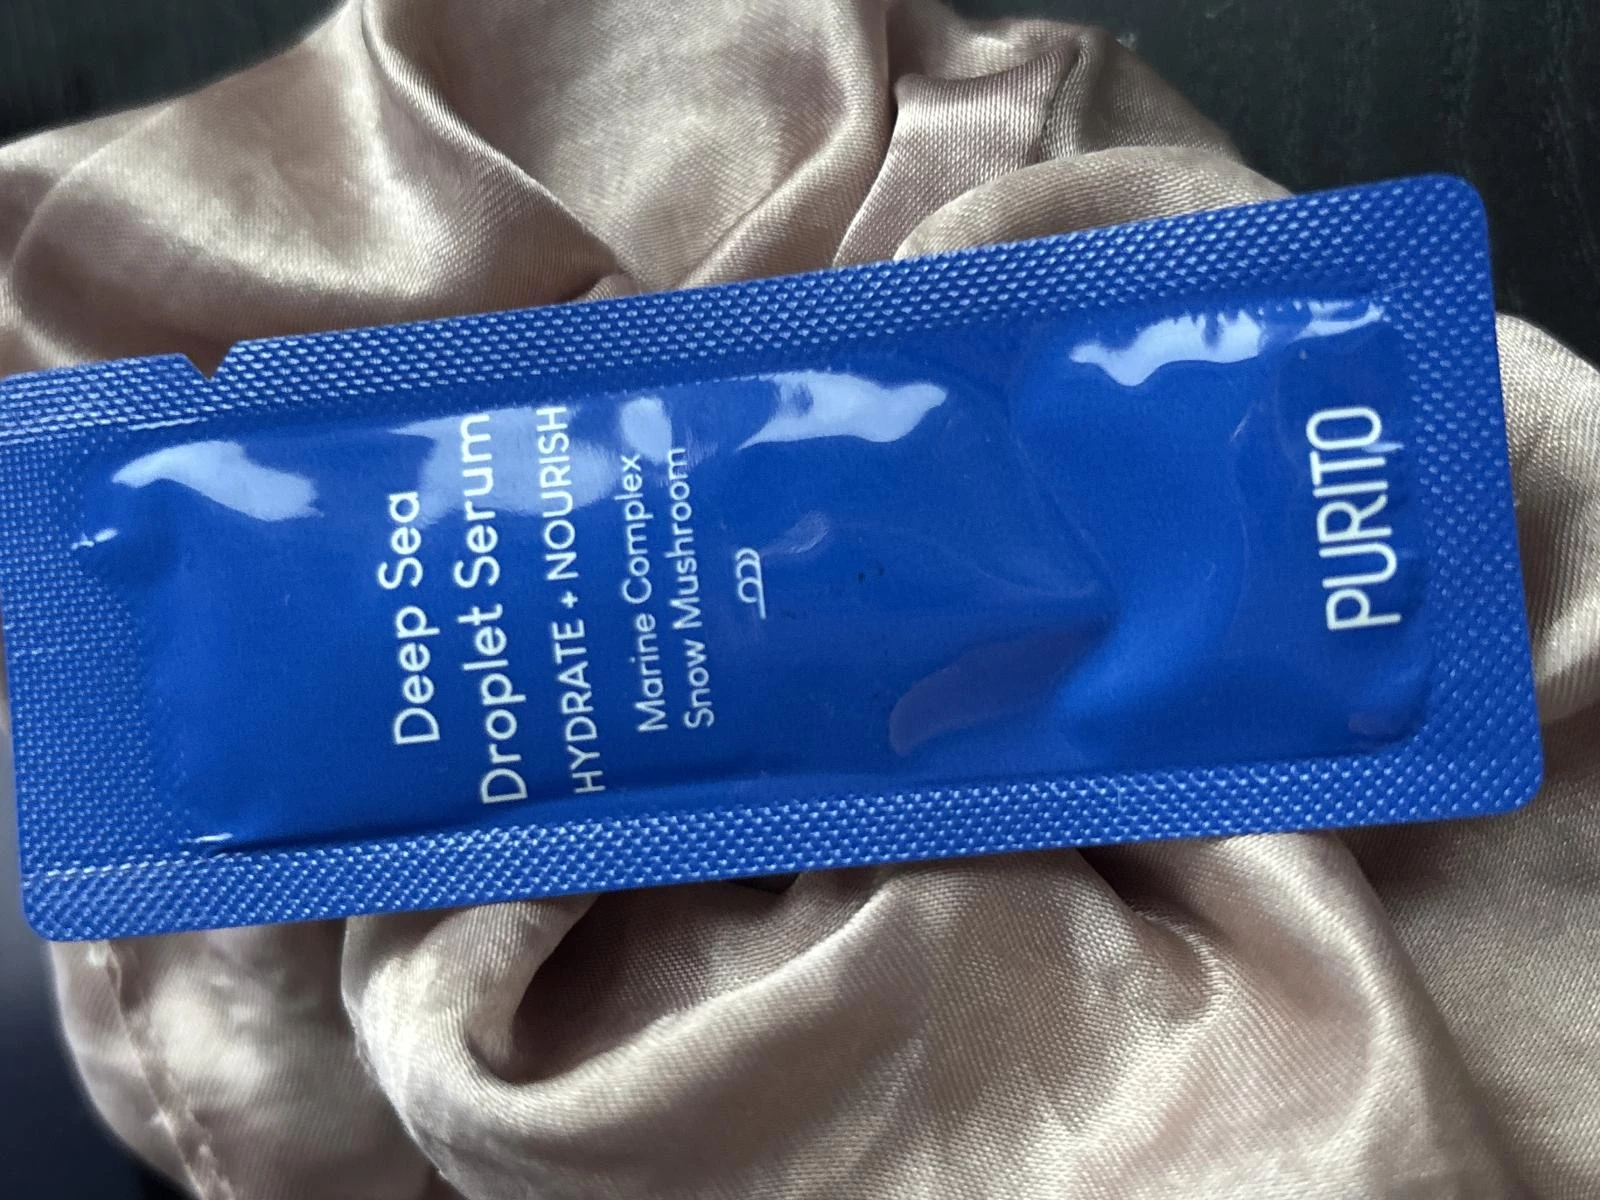 Deep Sea
Droplet Serum
HYDRATE + NOURISH
Marine Complex
Snow Mushroom
PURITO